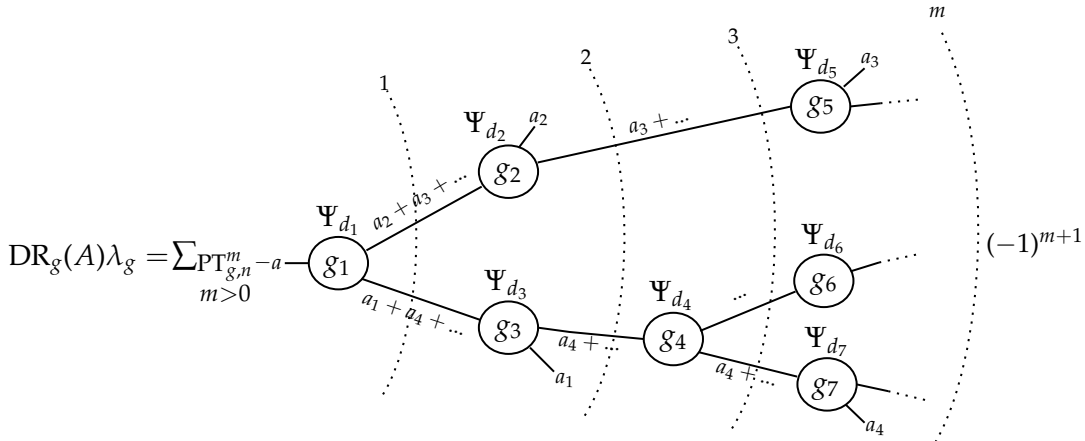 m
3
2
1
Ψ_{d_5} a_3
g_5
a_3 + ...
Ψ_{d_2} a_2
g_2
a_2 + a_3 + ...
Ψ_{d_1}
Ψ_{d_6}
DR_g(A)λ_g = ∑_{PT^m_{g,n}, m>0} -a g_1 (-1)^{m+1}
g_6
...
Ψ_{d_3}
Ψ_{d_4}
a_1 + a_4 + ...
g_3
a_4 + ...
g_4
Ψ_{d_7}
a_4 + ...
g_7
a_1
a_4